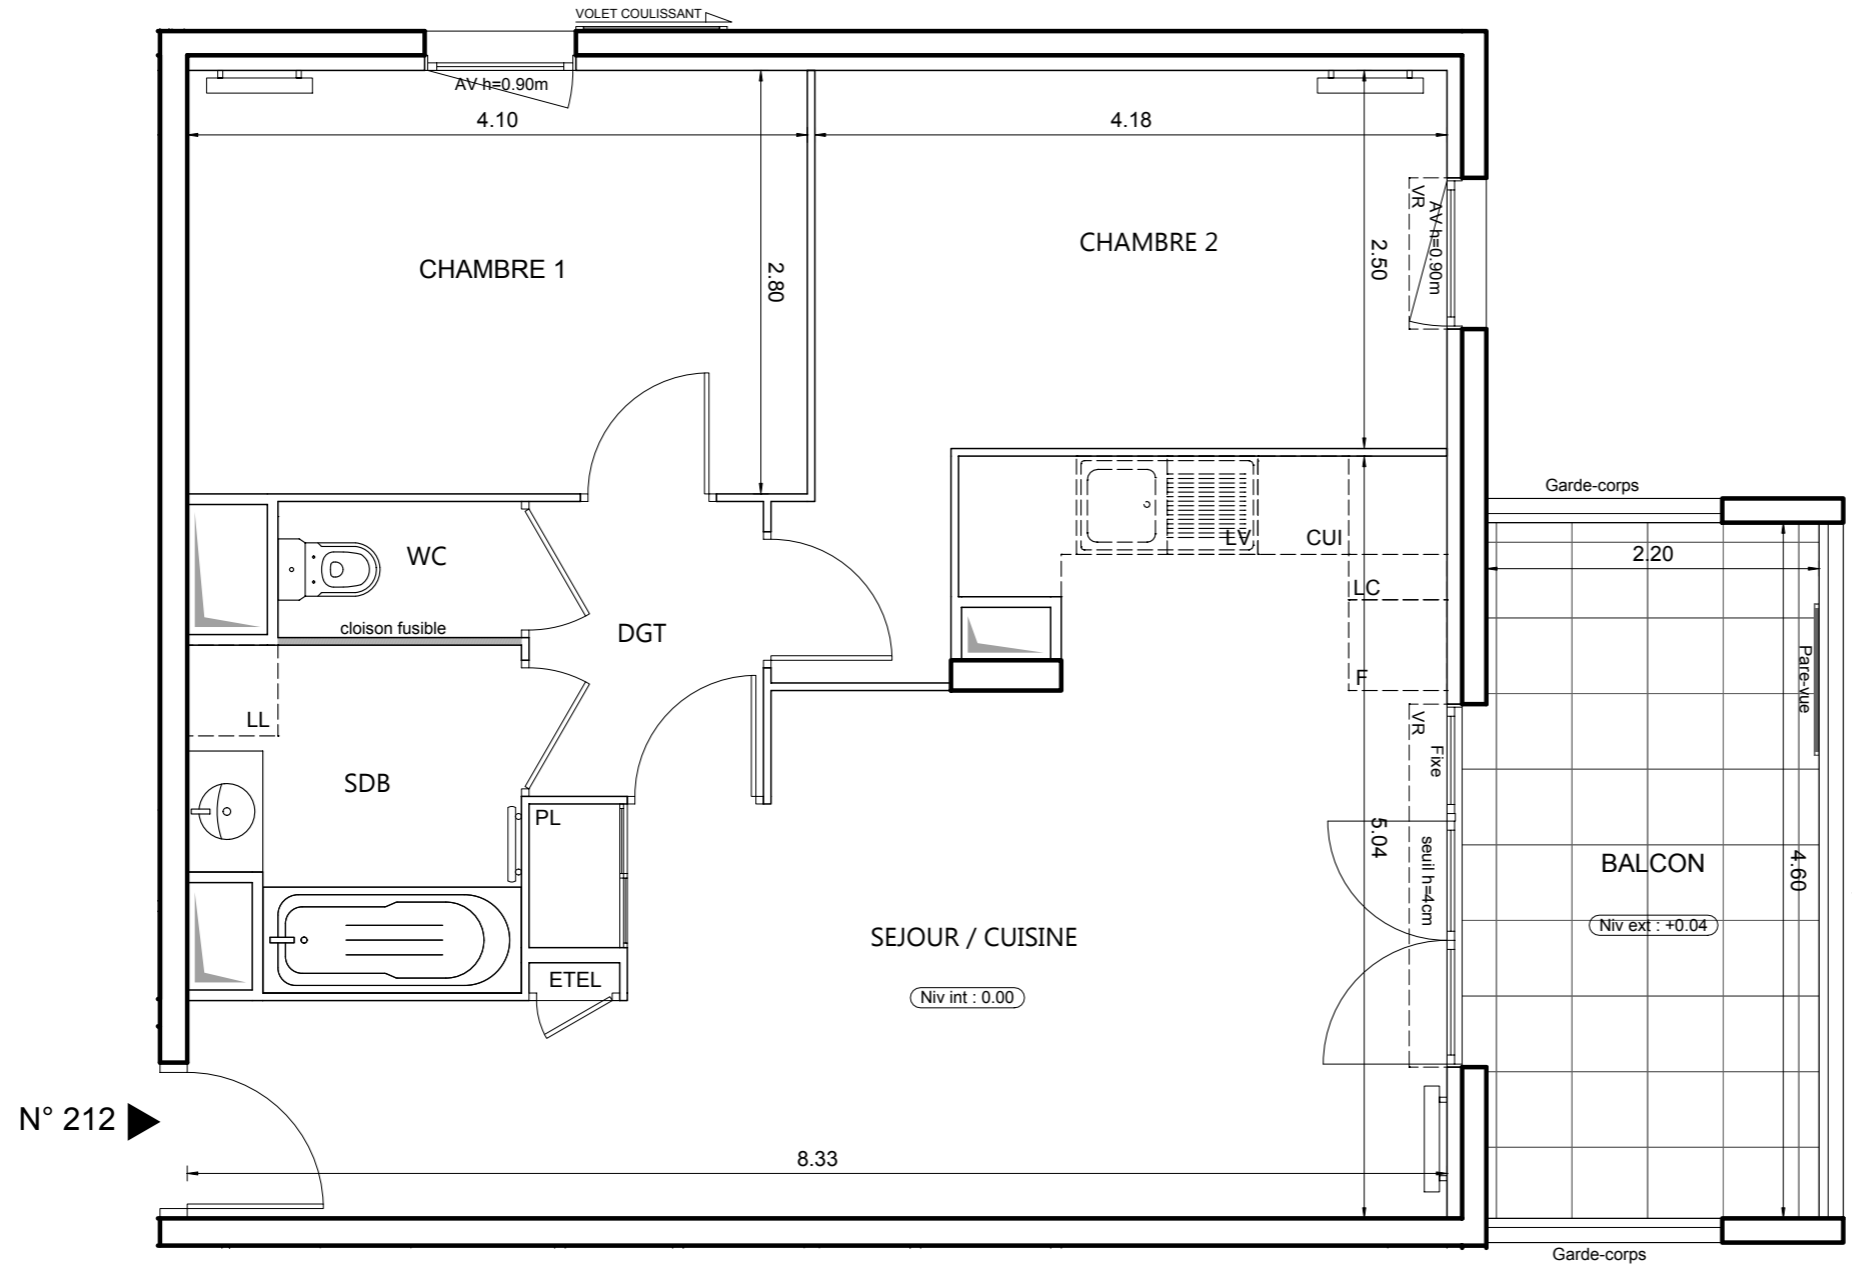 VOLET COULISSANT
AV h=0.90m
4.10
4.18
CHAMBRE 1
2.80
CHAMBRE 2
2.50
VR
AV h=0.90m
Garde-corps
WC
cloison fusible
DGT
LV
CUI
LC
F
2.20
Pare-vue
LL
SDB
PL
VR
Fixe
5.04
seuil h=4cm
BALCON
4.60
Niv ext : +0.04
SEJOUR / CUISINE
Niv int : 0.00
ETEL
N° 212
8.33
Garde-corps